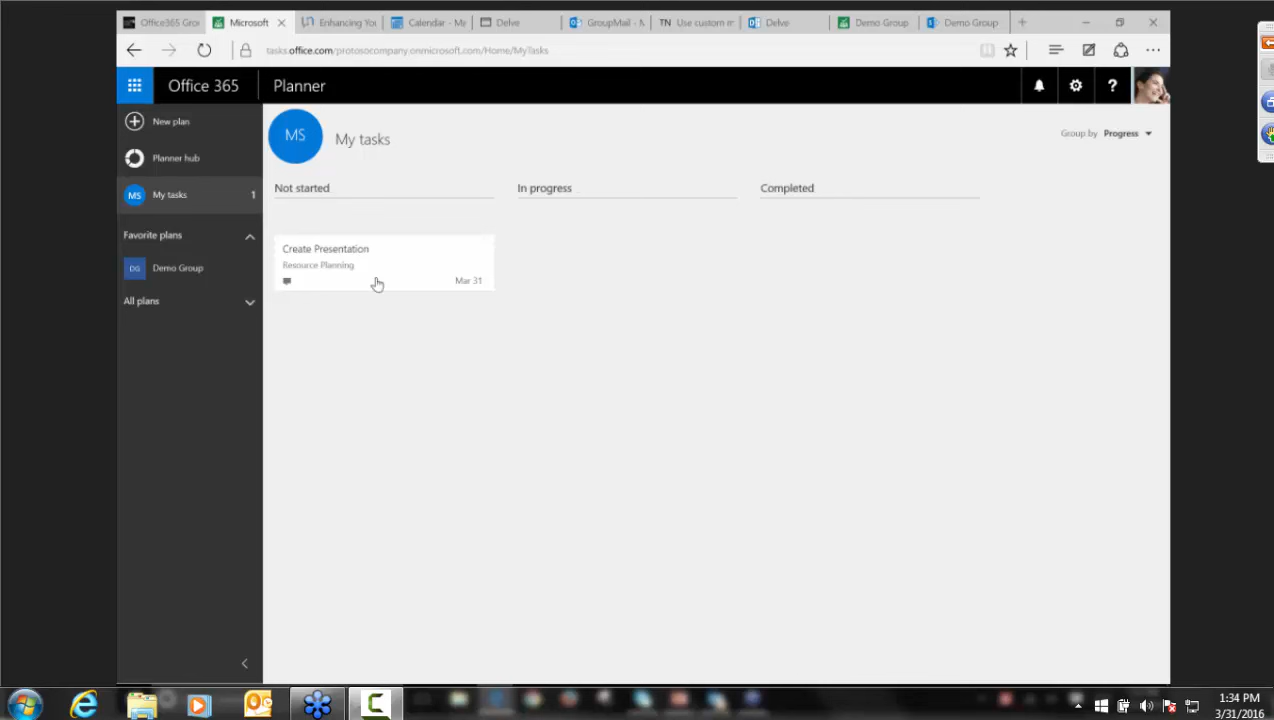 Office365 Gro
Microsoft
Enhancing You
Calendar - Me
Delve
GroupMail - M
TN Use custom in
Delve
Demo Group
Demo Group
tasks.office.com/protosocompany.onmicrosoft.com/Home/MyTasks
Office 365
Planner
?
New plan
MS
My tasks
Group by Progress
Planner hub
Not started
In progress
Completed
MS My tasks 1
Favorite plans
DG Demo Group
All plans
Create Presentation
Resource Planning
Mar 31
1:34 PM
3/31/2016